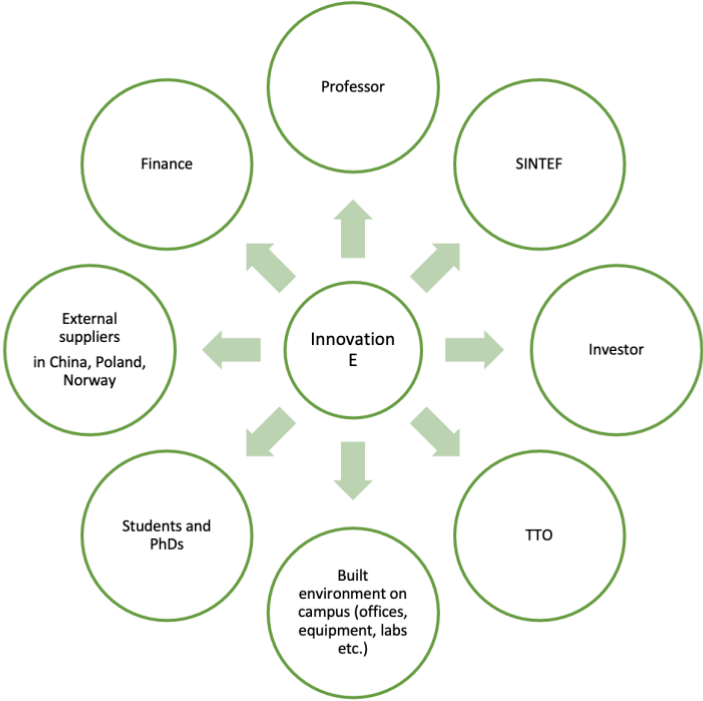 Professor
Finance
SINTEF
External
suppliers
in China, Poland,
Norway
Innovation
E
Investor
Students and
PhDs
TTO
Built
environment on
campus (offices,
equipment, labs
etc.)